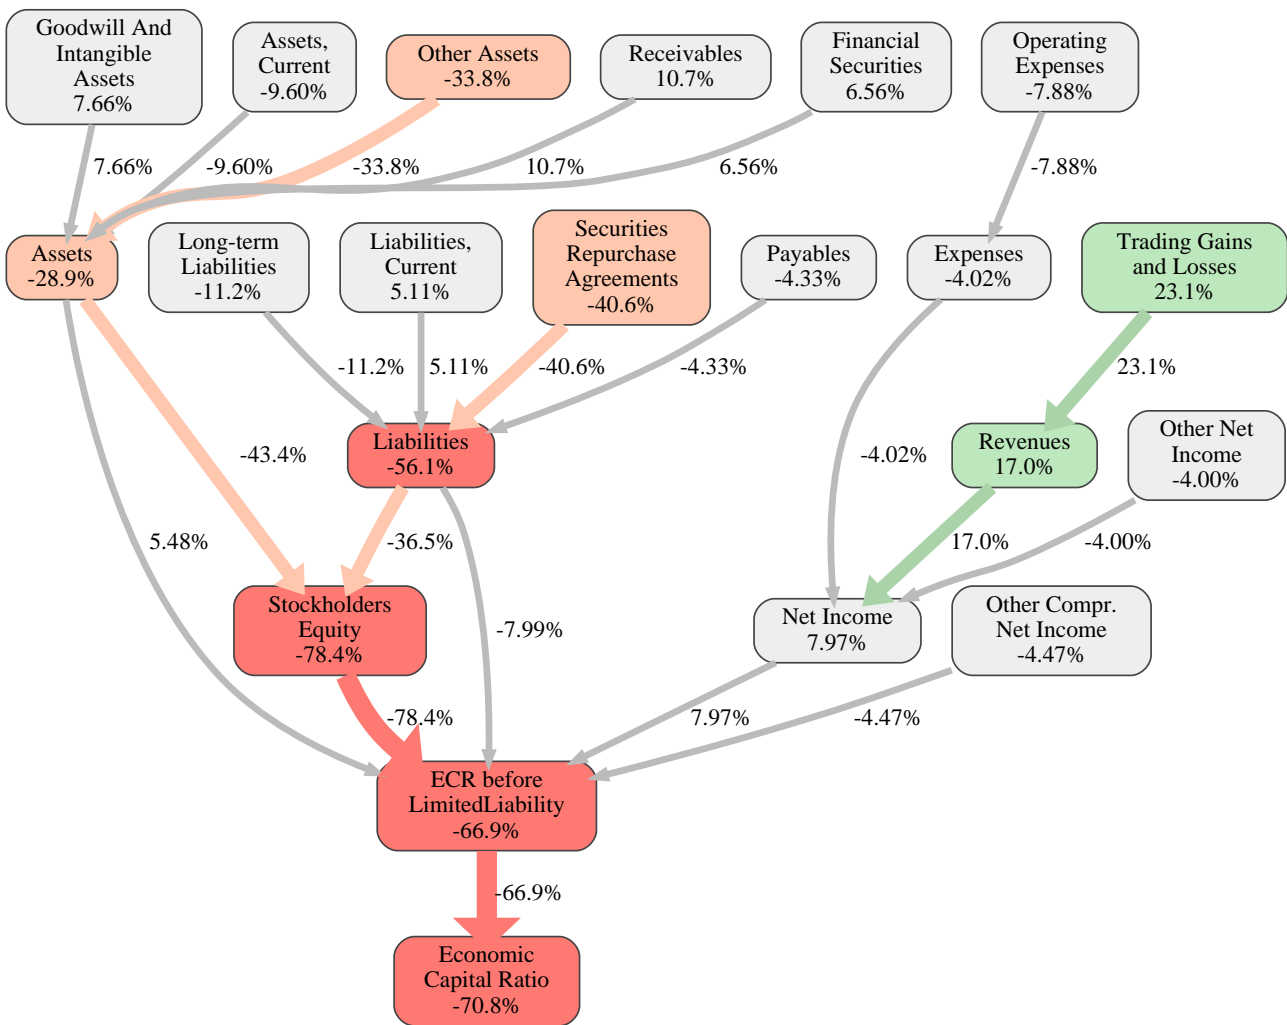 Goodwill And
Intangible
Assets
7.66%
Assets,
Current
-9.60%
Other Assets
-33.8%
Receivables
10.7%
Financial
Securities
6.56%
Operating
Expenses
-7.88%
7.66%
-9.60%
-33.8%
10.7%
6.56%
-7.88%
Assets
-28.9%
Long-term
Liabilities
-11.2%
Liabilities,
Current
5.11%
Securities
Repurchase
Agreements
-40.6%
Payables
-4.33%
Expenses
-4.02%
Trading Gains
and Losses
23.1%
-11.2%
5.11%
-40.6%
-4.33%
23.1%
-43.4%
Liabilities
-56.1%
-4.02%
Revenues
17.0%
Other Net
Income
-4.00%
5.48%
-36.5%
17.0%
-4.00%
Stockholders
Equity
-78.4%
-7.99%
Net Income
7.97%
Other Compr.
Net Income
-4.47%
-78.4%
7.97%
-4.47%
ECR before
LimitedLiability
-66.9%
-66.9%
Economic
Capital Ratio
-70.8%